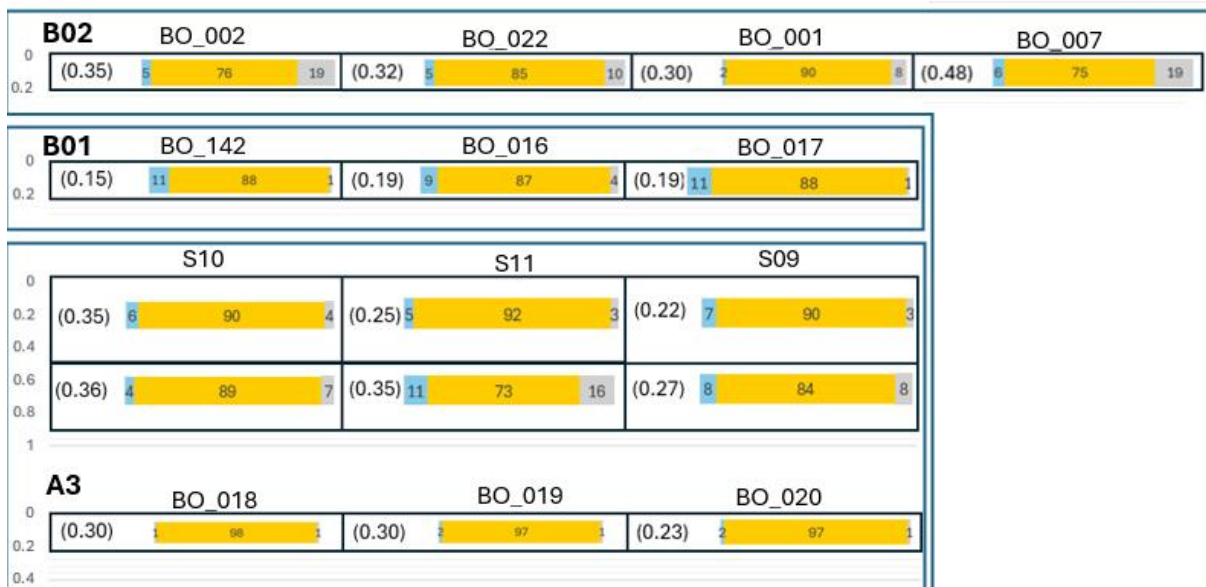 B02 BO_002 BO_022 BO_001 BO_007
0
(0.35) 5 76 19 (0.32) 5 85 10 (0.30) 2 90 8 (0.48) 6 75 19
0.2
B01 BO_142 BO_016 BO_017
0
(0.15) 11 88 1 (0.19) 9 87 4 (0.19) 11 88 1
0.2
S10 S11 S09
0
0.2 (0.35) 6 90 4 (0.25) 5 92 3 (0.22) 7 90 3
0.4
0.6 (0.36) 4 89 7 (0.35) 11 73 16 (0.27) 8 84 8
0.8
1
A3 BO_018 BO_019 BO_020
0
(0.30) 1 98 1 (0.30) 2 97 1 (0.23) 2 97 1
0.2
0.4